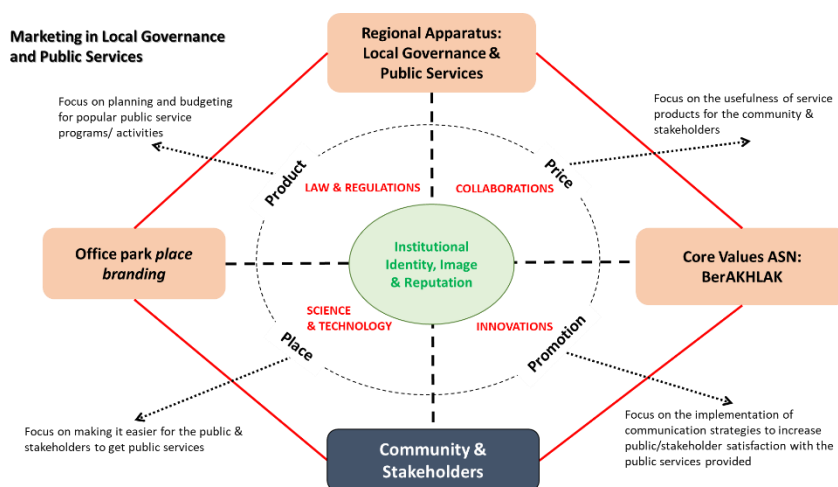 Marketing in Local Governance
and Public Services
Regional Apparatus:
Local Governance &
Public Services
Focus on planning and budgeting
for popular public service
programs/ activities
Focus on the usefulness of service
products for the community &
stakeholders
Product
Price
LAW & REGULATIONS
COLLABORATIONS
Office park place
branding
Institutional
Identity, Image
& Reputation
Core Values ASN:
BerAKHLAK
SCIENCE
& TECHNOLOGY
INNOVATIONS
Place
Promotion
Focus on making it easier for the public &
stakeholders to get public services
Community &
Stakeholders
Focus on the implementation of
communication strategies to increase
public/stakeholder satisfaction with the
public services provided